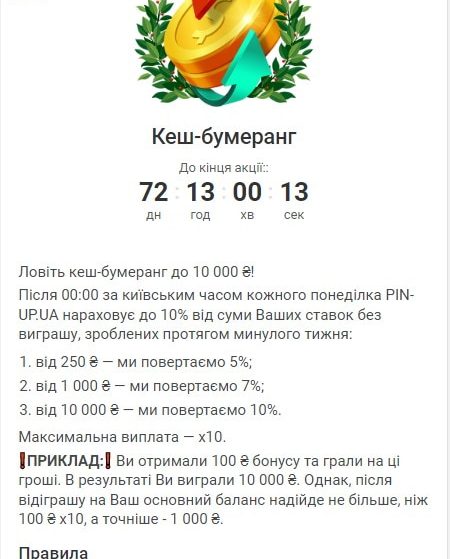 Кеш-бумеранг
До кінця акції::
72 : 13 : 00 : 13
дн год хв сек
Ловіть кеш-бумеранг до 10 000 ₴!
Після 00:00 за київським часом кожного понеділка PIN-
UP.UA нараховує до 10% від суми Ваших ставок без
виграшу, зроблених протягом минулого тижня:
1. від 250 ₴ — ми повертаємо 5%;
2. від 1 000 ₴ — ми повертаємо 7%;
3. від 10 000 ₴ — ми повертаємо 10%.
Максимальна виплата — х10.
❗ПРИКЛАД:❗ Ви отримали 100 ₴ бонусу та грали на ці
гроші. В результаті Ви виграли 10 000 ₴. Однак, після
відіграшу на Ваш основний баланс надійде не більше, ніж
100 ₴ х10, а точніше - 1 000 ₴.
Правила